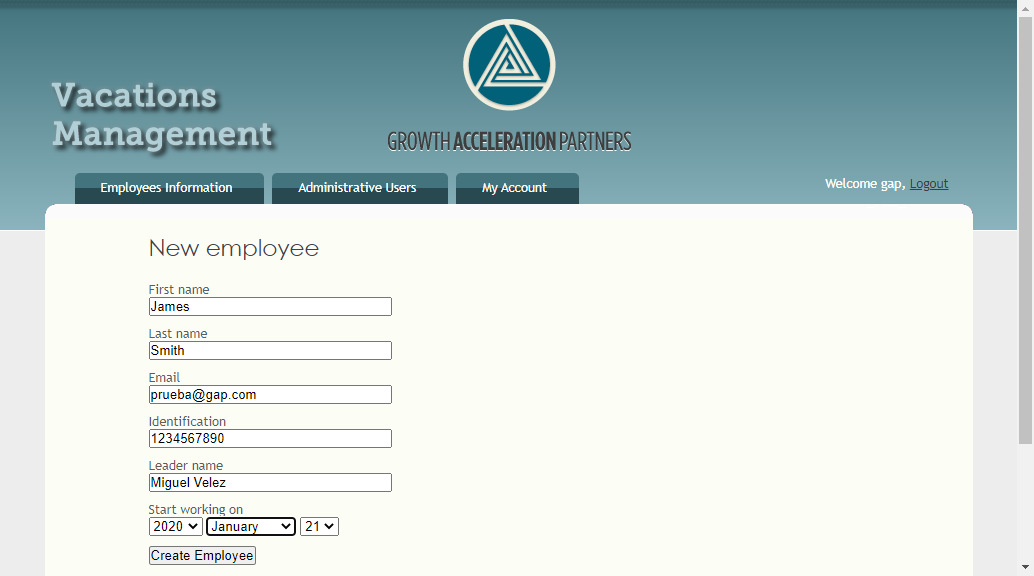 Vacations
Management
GROWTH ACCELERATION PARTNERS
Employees Information Administrative Users My Account Welcome gap, Logout
New employee
First name
James
Last name
Smith
Email
prueba@gap.com
Identification
1234567890
Leader name
Miguel Velez
Start working on
2020 January 21
Create Employee